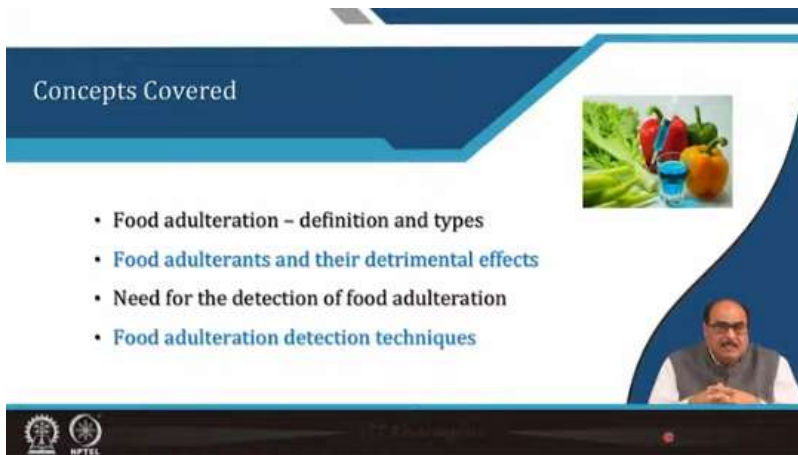 Concepts Covered
• Food adulteration – definition and types
• Food adulterants and their detrimental effects
• Need for the detection of food adulteration
• Food adulteration detection techniques
NPTEL